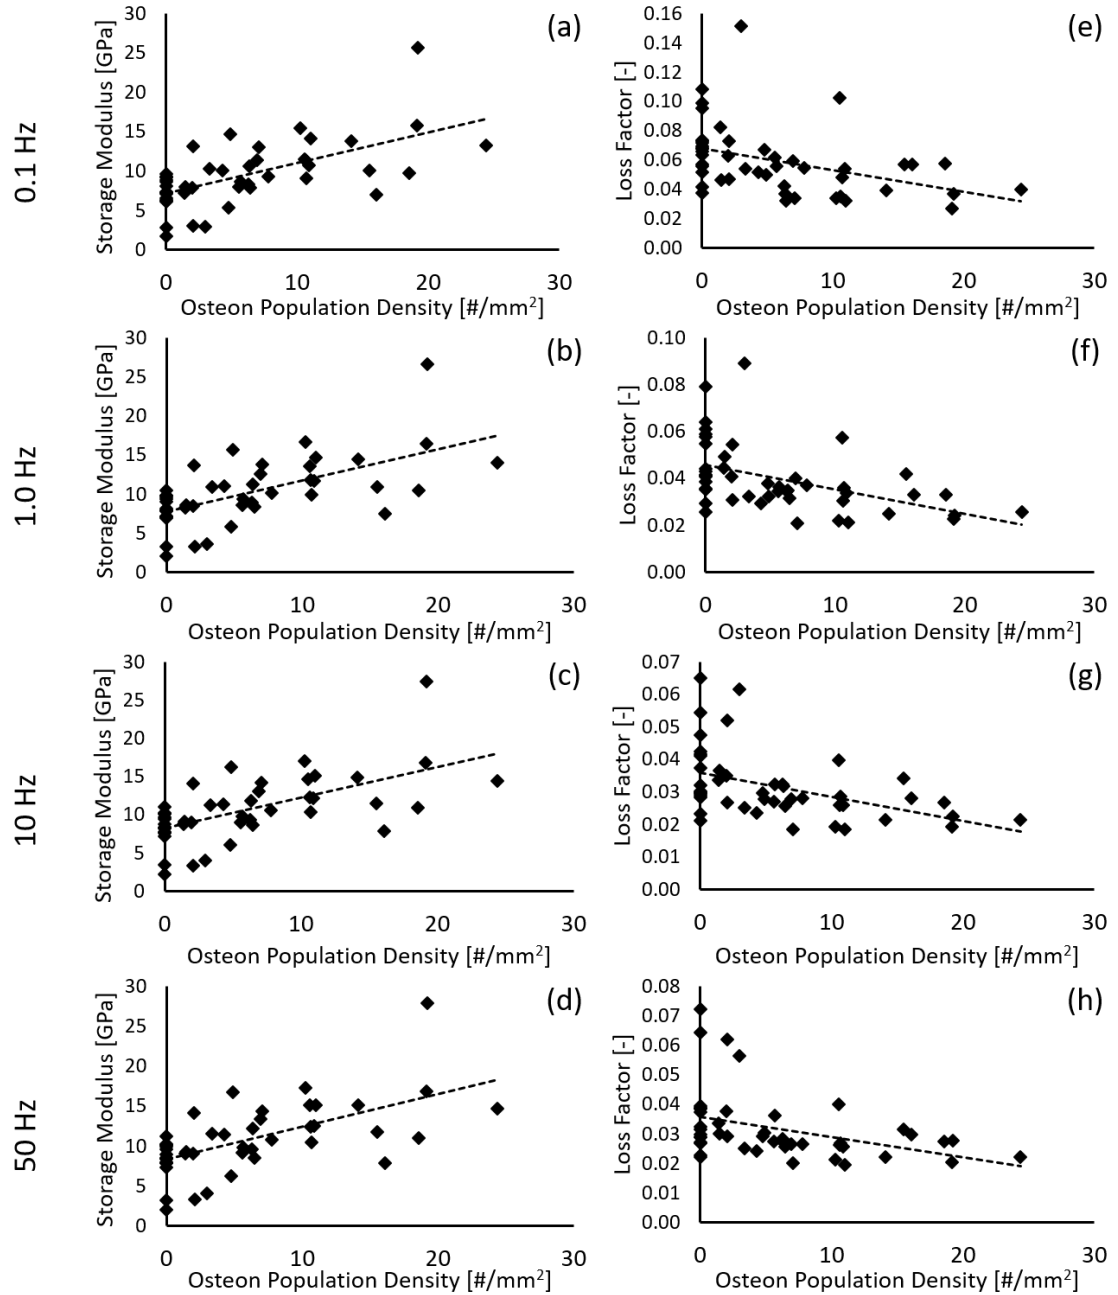 0.1 Hz
Storage Modulus [GPa]
30
25
20
15
10
5
0
(a)
0 10 20 30
Osteon Population Density [#/mm²]
Loss Factor [-]
0.16
0.14
0.12
0.10
0.08
0.06
0.04
0.02
0.00
(e)
0 10 20 30
Osteon Population Density [#/mm²]
1.0 Hz
Storage Modulus [GPa]
30
25
20
15
10
5
0
(b)
0 10 20 30
Osteon Population Density [#/mm²]
Loss Factor [-]
0.10
0.08
0.06
0.04
0.02
0.00
(f)
0 10 20 30
Osteon Population Density [#/mm²]
10 Hz
Storage Modulus [GPa]
30
25
20
15
10
5
0
(c)
0 10 20 30
Osteon Population Density [#/mm²]
Loss Factor [-]
0.07
0.06
0.05
0.04
0.03
0.02
0.01
0.00
(g)
0 10 20 30
Osteon Population Density [#/mm²]
50 Hz
Storage Modulus [GPa]
30
25
20
15
10
5
0
(d)
0 10 20 30
Osteon Population Density [#/mm²]
Loss Factor [-]
0.08
0.07
0.06
0.05
0.04
0.03
0.02
0.01
0.00
(h)
0 10 20 30
Osteon Population Density [#/mm²]